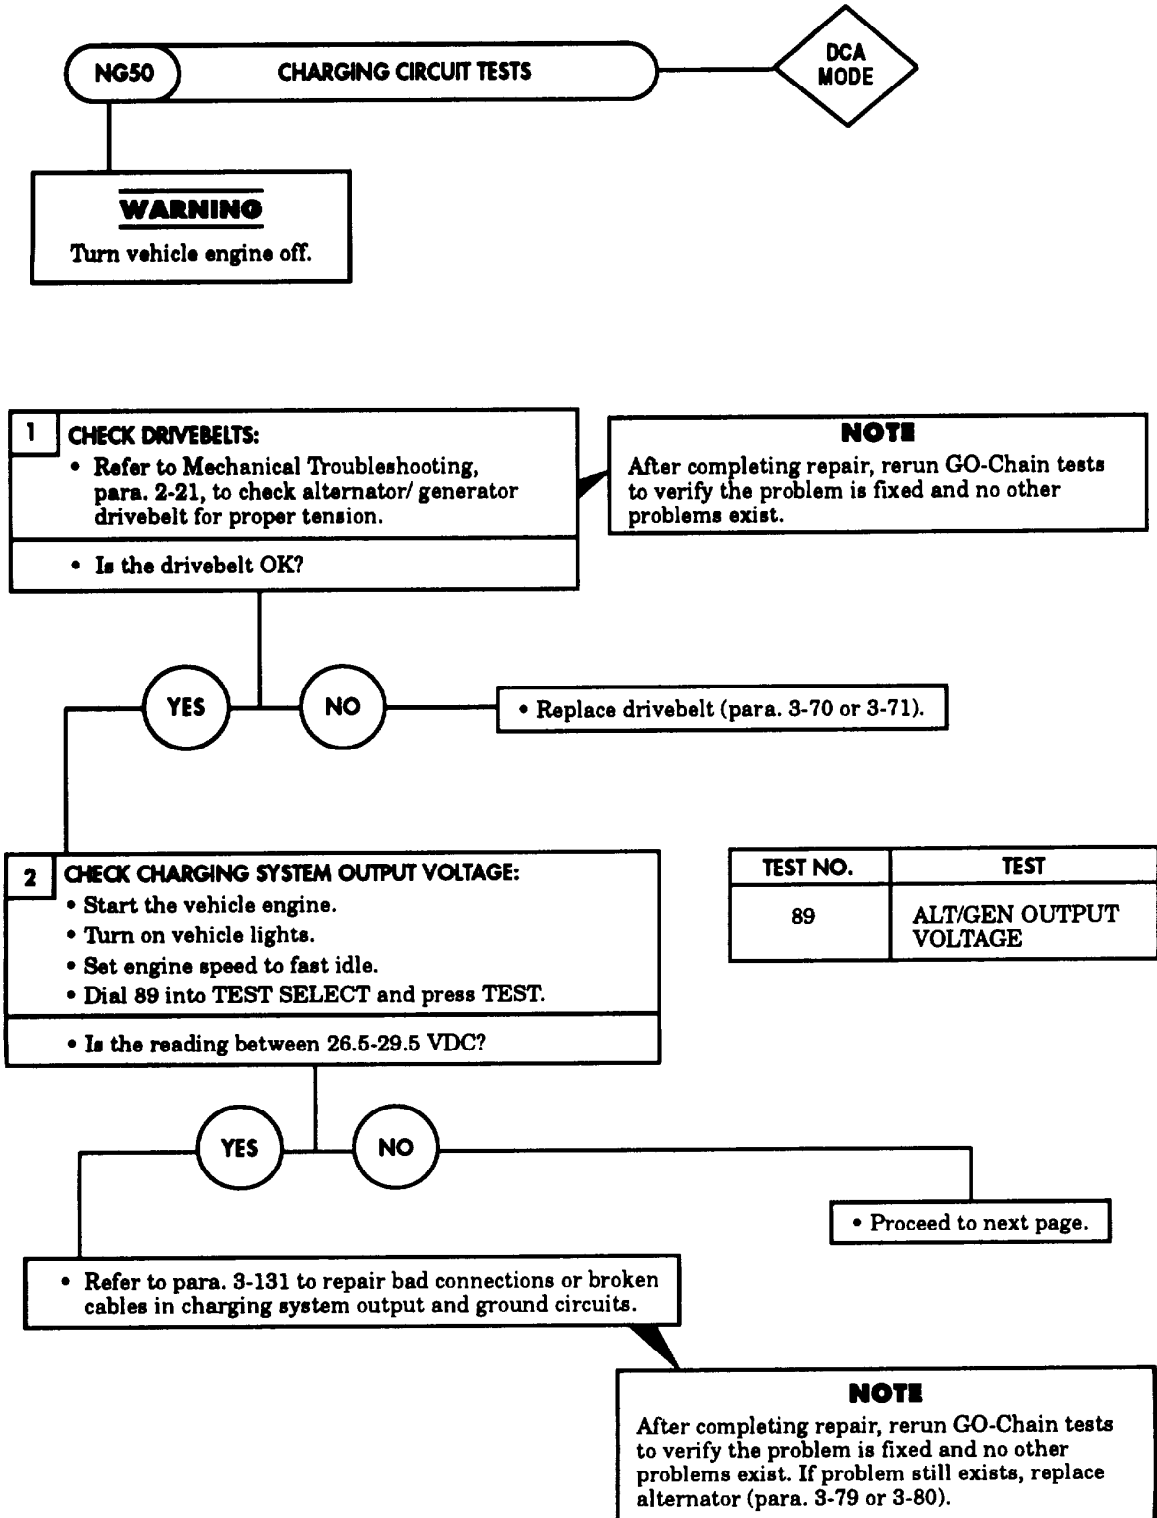 NG50 CHARGING CIRCUIT TESTS
DCA
MODE
WARNING
Turn vehicle engine off.
1 CHECK DRIVEBELTS:
• Refer to Mechanical Troubleshooting,
para. 2-21, to check alternator/ generator
drivebelt for proper tension.
• Is the drivebelt OK?
NOTE
After completing repair, rerun GO-Chain tests
to verify the problem is fixed and no other
problems exist.
YES
NO
• Replace drivebelt (para. 3-70 or 3-71).
2 CHECK CHARGING SYSTEM OUTPUT VOLTAGE:
• Start the vehicle engine.
• Turn on vehicle lights.
• Set engine speed to fast idle.
• Dial 89 into TEST SELECT and press TEST.
• Is the reading between 26.5-29.5 VDC?
TEST NO. TEST
89 ALT/GEN OUTPUT
VOLTAGE
YES
NO
• Proceed to next page.
• Refer to para. 3-131 to repair bad connections or broken
cables in charging system output and ground circuits.
NOTE
After completing repair, rerun GO-Chain tests
to verify the problem is fixed and no other
problems exist. If problem still exists, replace
alternator (para. 3-79 or 3-80).